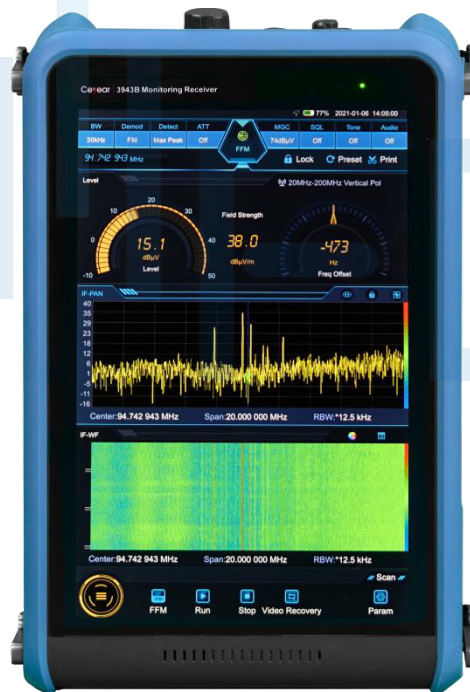 Ceyear 3943B Monitoring Receiver
77% 2021-01-06 14:05:00
BW Demod Detect ATT MGC SQL Tone Audio
30kHz FM Max Peak Off FFM 74dBμV Off Off Off
94.742 943 MHz Lock Preset Print
Level 20MHz-200MHz Vertical Pol
-10 0 10 20 30 40 50
15.1
dBμV
Level
Field Strength
38.0
dBμV/m
-473
Hz
Freq Offset
IF-PAN
40
35
29
23
18
12
6
1
-5
-11
-16
Center:94.742 943 MHz Span:20.000 000 MHz RBW:*12.5 kHz
IF-WF
Center:94.742 943 MHz Span:20.000 000 MHz RBW:*12.5 kHz
Scan
FFM Run Stop Video Recovery Param